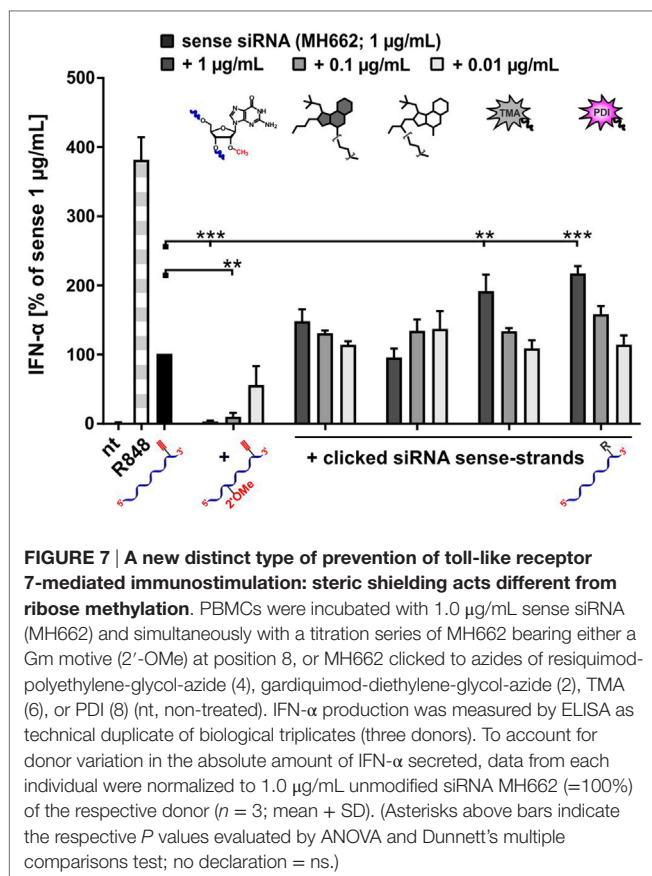 sense siRNA (MH662; 1 µg/mL)
+ 1 µg/mL + 0.1 µg/mL + 0.01 µg/mL
IFN-α [% of sense 1 µg/mL]
500
400
300
200
100
0
O
O
O
O
N
N
N
NH
NH₂
CH₃
TMA
PDI
***
**
**
***
nt
R848
5'
3'
+
5'
3'
2'OMe
+ clicked siRNA sense-strands
R
5'
3'
FIGURE 7 | A new distinct type of prevention of toll-like receptor
7-mediated immunostimulation: steric shielding acts different from
ribose methylation. PBMCs were incubated with 1.0 μg/mL sense siRNA
(MH662) and simultaneously with a titration series of MH662 bearing either a
Gm motive (2′-OMe) at position 8, or MH662 clicked to azides of resiquimod-
polyethylene-glycol-azide (4), gardiquimod-diethylene-glycol-azide (2), TMA
(6), or PDI (8) (nt, non-treated). IFN-α production was measured by ELISA as
technical duplicate of biological triplicates (three donors). To account for
donor variation in the absolute amount of IFN-α secreted, data from each
individual were normalized to 1.0 μg/mL unmodified siRNA MH662 (=100%)
of the respective donor (n = 3; mean + SD). (Asterisks above bars indicate
the respective P values evaluated by ANOVA and Dunnett's multiple
comparisons test; no declaration = ns.)